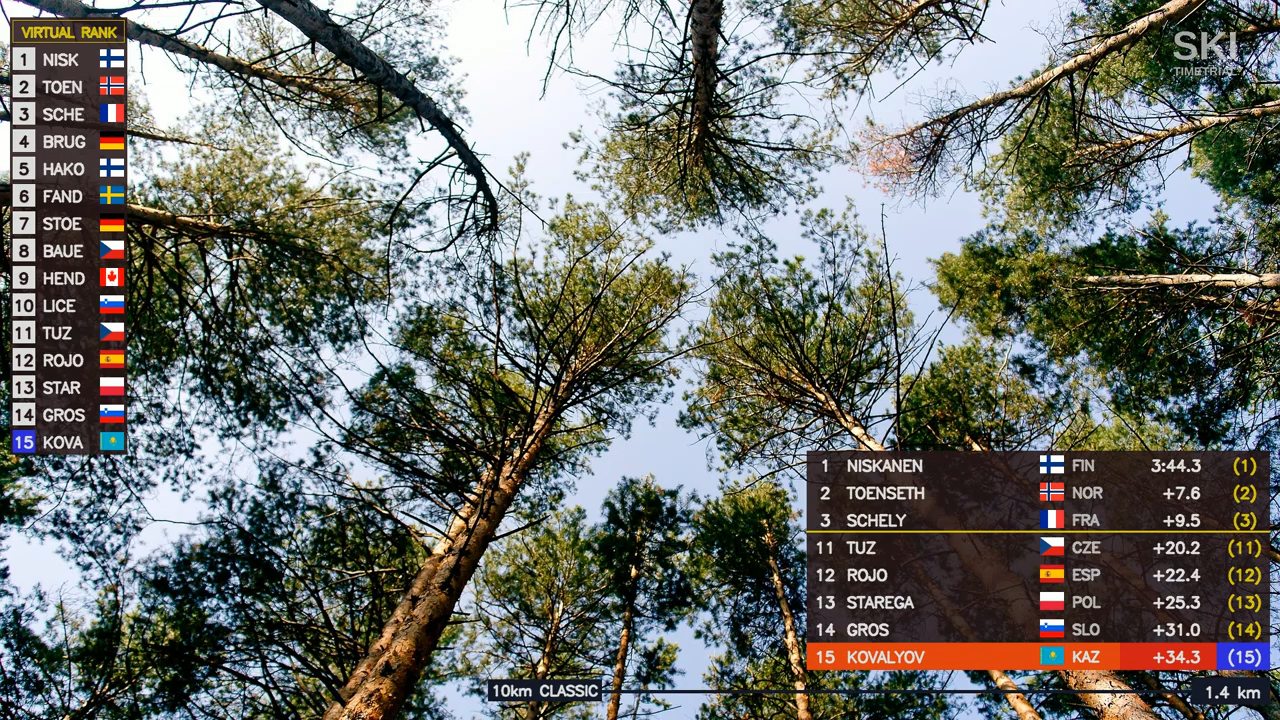 VIRTUAL RANK
1 NISK
2 TOEN
3 SCHE
4 BRUG
5 HAKO
6 FAND
7 STOE
8 BAUE
9 HEND
10 LICE
11 TUZ
12 ROJO
13 STAR
14 GROS
15 KOVA
SKI
TIMETRIAL
1 NISKANEN FIN 3:44.3 (1)
2 TOENSETH NOR +7.6 (2)
3 SCHELY FRA +9.5 (3)
11 TUZ CZE +20.2 (11)
12 ROJO ESP +22.4 (12)
13 STAREGA POL +25.3 (13)
14 GROS SLO +31.0 (14)
15 KOVALYOV KAZ +34.3 (15)
10km CLASSIC
1.4 km